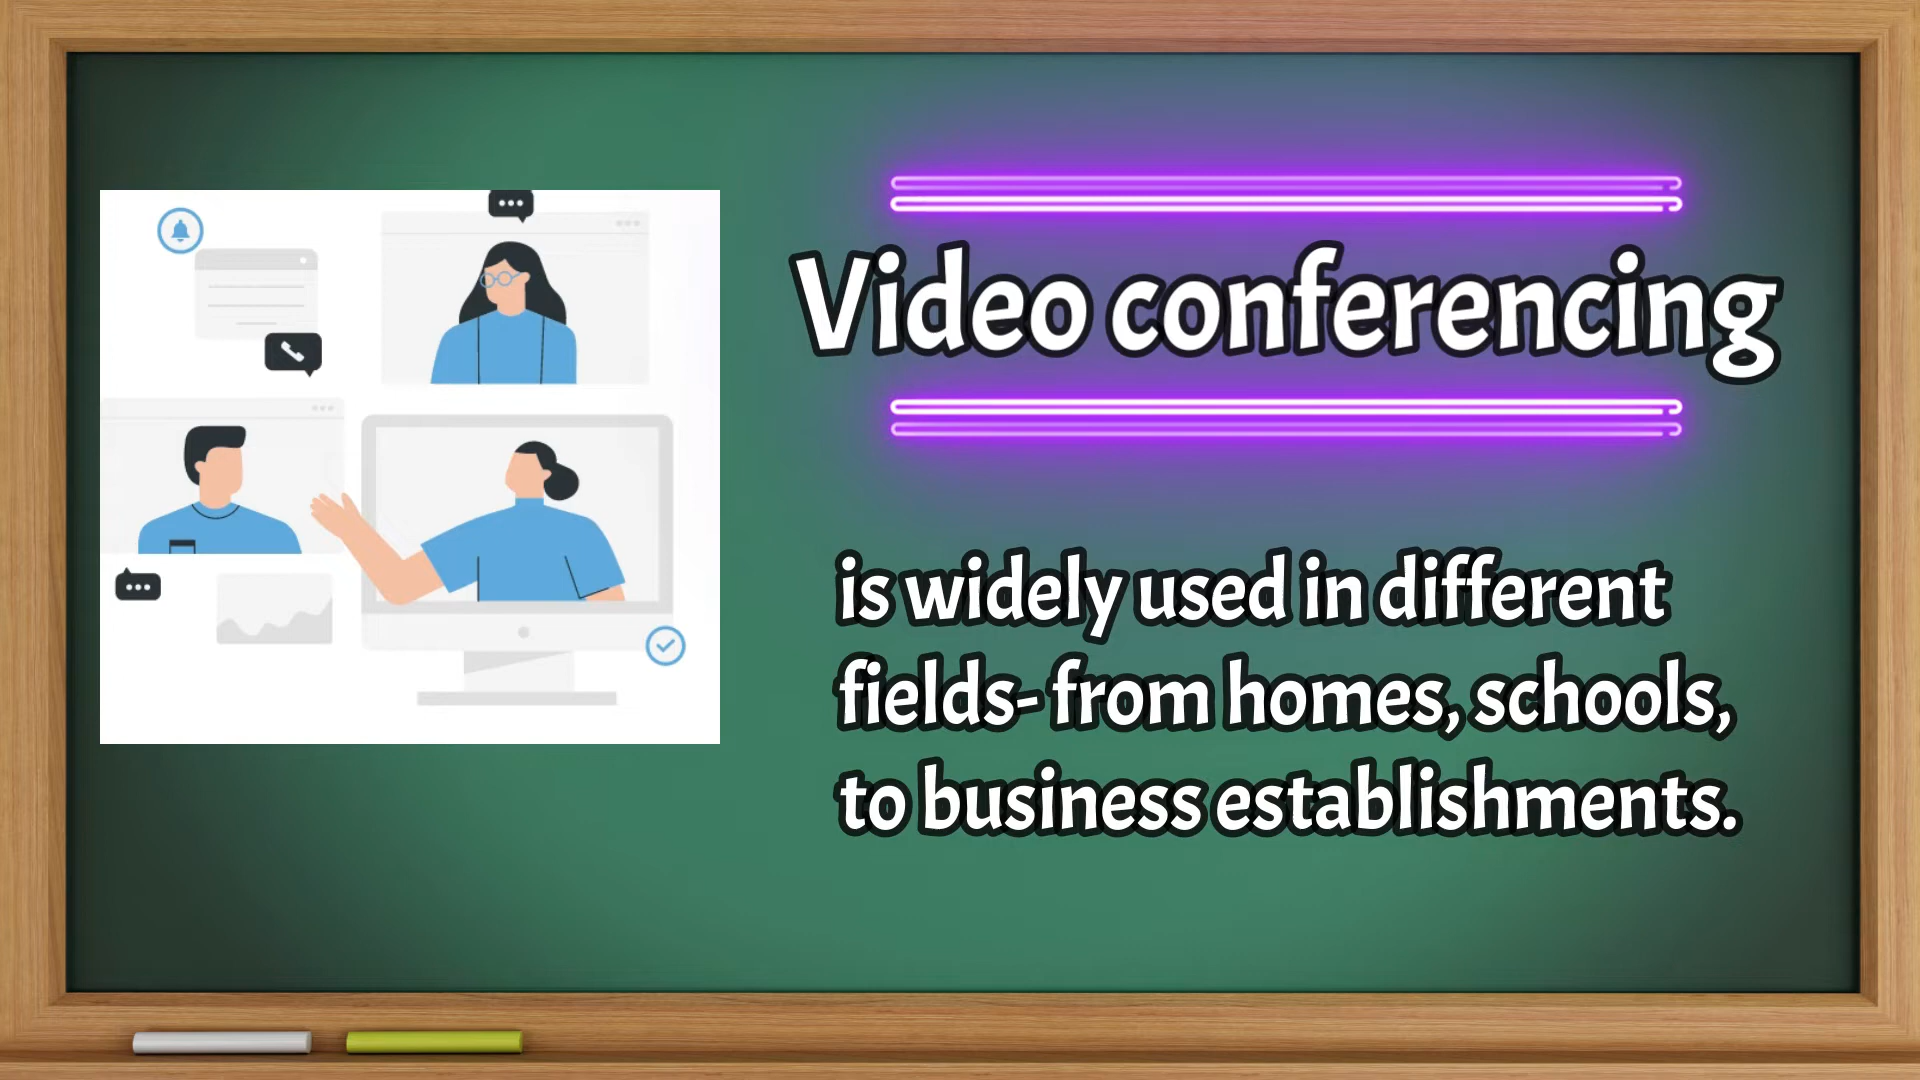 Video conferencing
is widely used in different
fields- from homes, schools,
to business establishments.